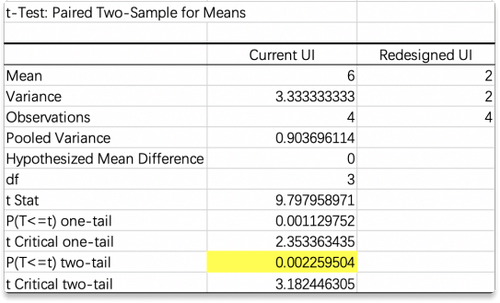 t-Test: Paired Two-Sample for Means
Current UI Redesigned UI
Mean 6 2
Variance 3.333333333 2
Observations 4 4
Pooled Variance 0.903696114
Hypothesized Mean Difference 0
df 3
t Stat 9.797958971
P(T<=t) one-tail 0.001129752
t Critical one-tail 2.353363435
P(T<=t) two-tail 0.002259504
t Critical two-tail 3.182446305